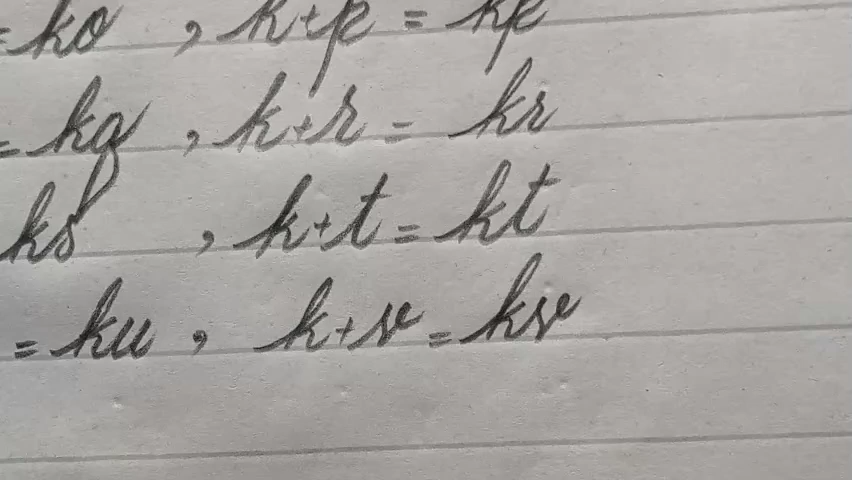 = ko , k+p = kp
= kq , k+r = kr
ks , k+t = kt
= ku , k+v = kv